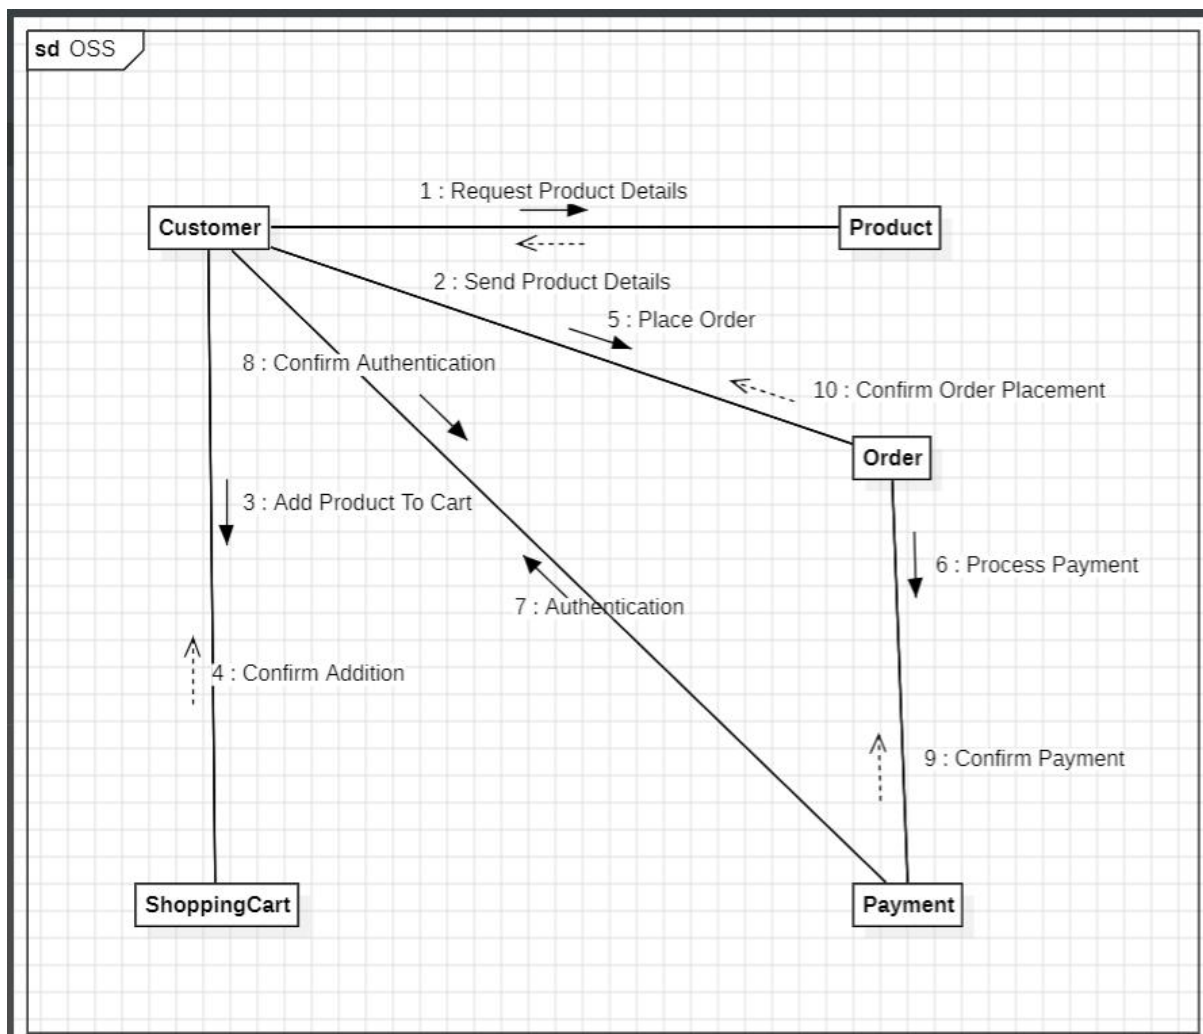 sd OSS
1 : Request Product Details
Customer
Product
2 : Send Product Details
5 : Place Order
8 : Confirm Authentication
10 : Confirm Order Placement
Order
3 : Add Product To Cart
6 : Process Payment
7 : Authentication
4 : Confirm Addition
9 : Confirm Payment
ShoppingCart
Payment